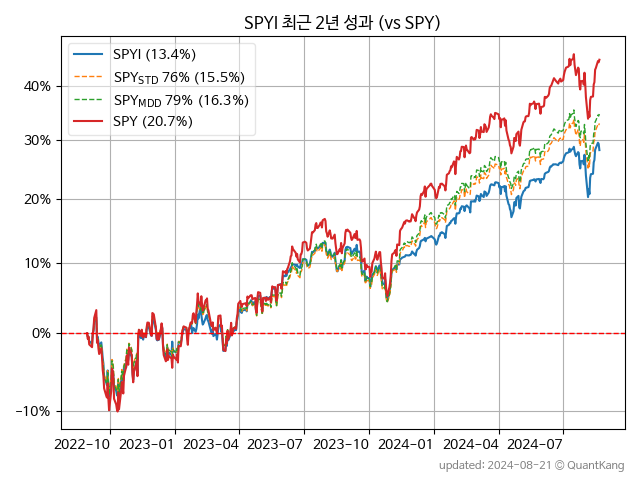 SPYI 최근 2년 성과 (vs SPY)
SPYI (13.4%)
SPY_STD 76% (15.5%)
SPY_MDD 79% (16.3%)
SPY (20.7%)
40%
30%
20%
10%
0%
−10%
2022-10 2023-01 2023-04 2023-07 2023-10 2024-01 2024-04 2024-07
updated: 2024-08-21 © QuantKang